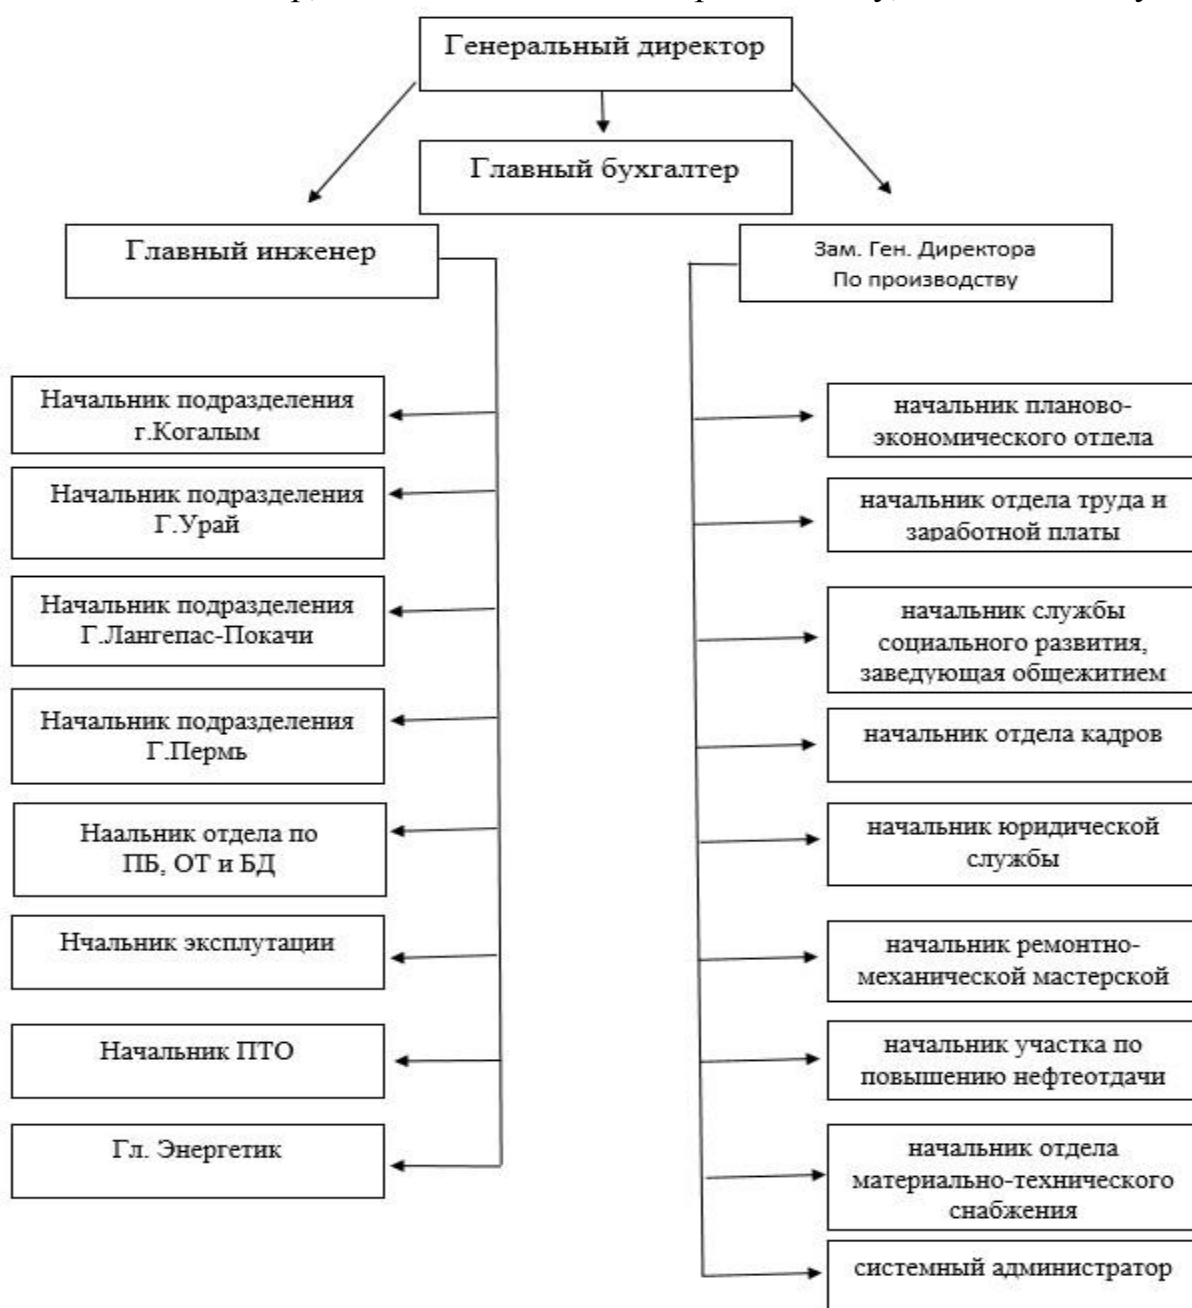 Генеральный директор
Главный бухгалтер
Главный инженер
Зам. Ген. Директора
По производству
Начальник подразделения
г.Когалым
Начальник подразделения
Г.Урай
Начальник подразделения
Г.Лангепас-Покачи
Начальник подразделения
Г.Пермь
Наальник отдела по
ПБ, ОТ и БД
Нчальник эксплутации
Начальник ПТО
Гл. Энергетик
начальник планово-
экономического отдела
начальник отдела труда и
заработной платы
начальник службы
социального развития,
заведующая общежитием
начальник отдела кадров
начальник юридической
службы
начальник ремонтно-
механической мастерской
начальник участка по
повышению нефтеотдачи
начальник отдела
материально-технического
снабжения
системный администратор